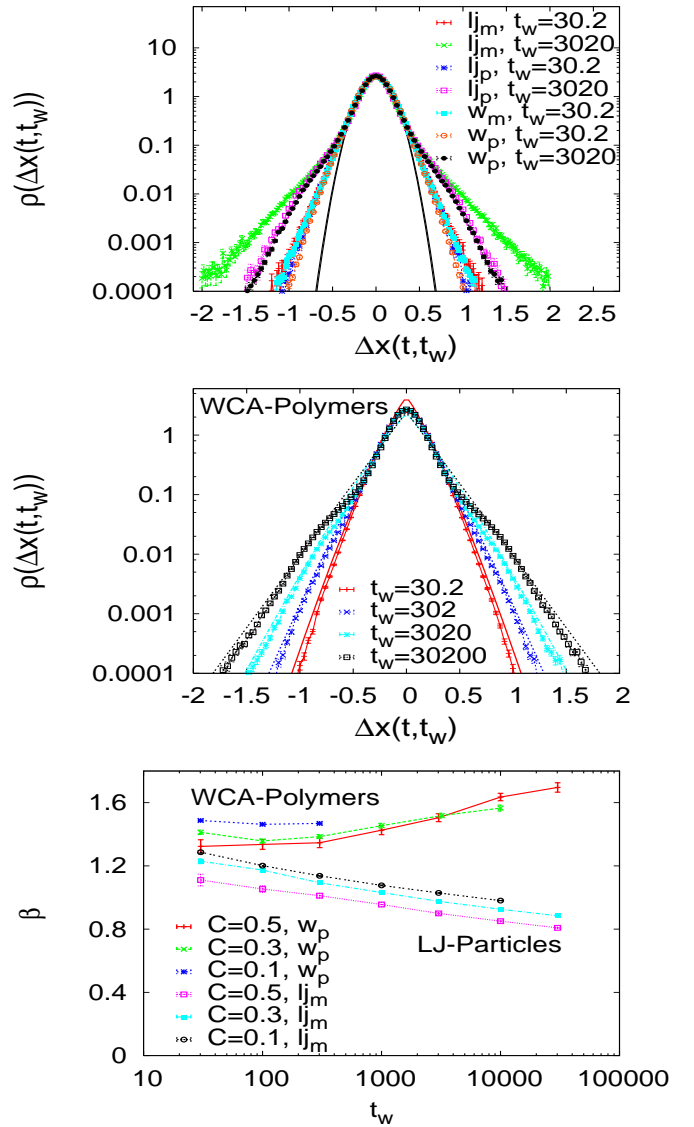 ρ(Δx(t,t_w))
10
1
0.1
0.01
0.001
0.0001
lj_m, t_w=30.2
lj_m, t_w=3020
lj_p, t_w=30.2
lj_p, t_w=3020
w_m, t_w=30.2
w_p, t_w=30.2
w_p, t_w=3020
-2 -1.5 -1 -0.5 0 0.5 1 1.5 2 2.5
Δx(t,t_w)
WCA-Polymers
ρ(Δx(t,t_w))
1
0.1
0.01
0.001
0.0001
t_w=30.2
t_w=302
t_w=3020
t_w=30200
-2 -1.5 -1 -0.5 0 0.5 1 1.5 2
Δx(t,t_w)
WCA-Polymers
β
1.6
1.2
0.8
0.4
0
LJ-Particles
C=0.5, w_p
C=0.3, w_p
C=0.1, w_p
C=0.5, lj_m
C=0.3, lj_m
C=0.1, lj_m
10 100 1000 10000 100000
t_w